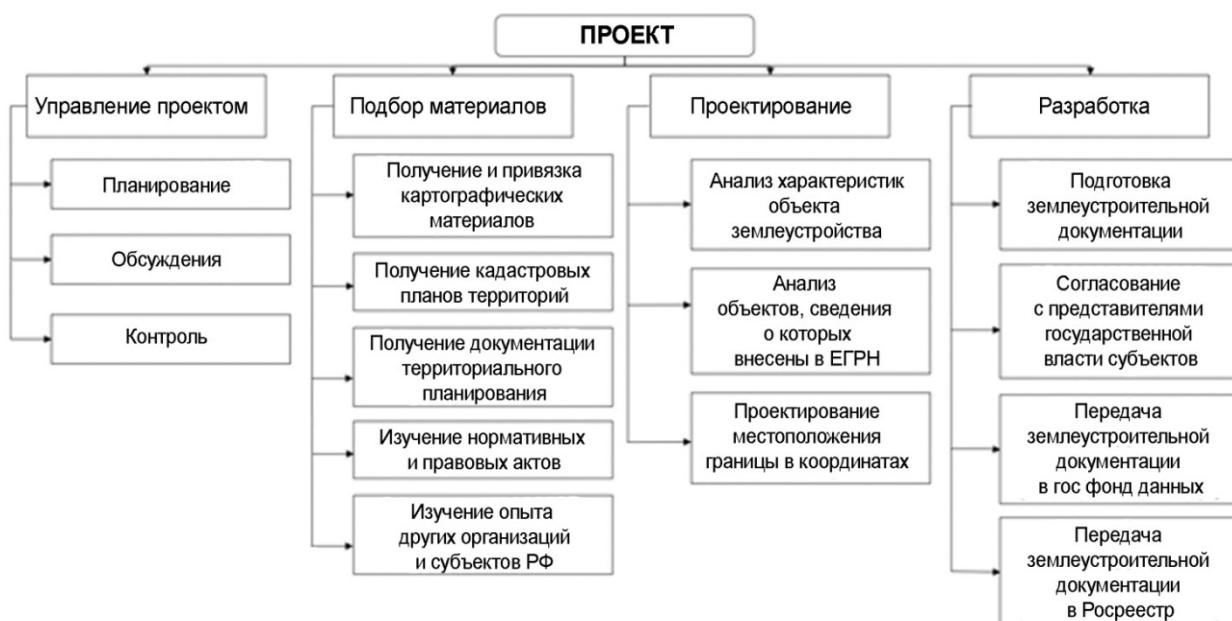 ПРОЕКТ
Управление проектом
Планирование
Обсуждения
Контроль
Подбор материалов
Получение и привязка
картографических
материалов
Получение кадастровых
планов территорий
Получение документации
территориального
планирования
Изучение нормативных
и правовых актов
Изучение опыта
других организаций
и субъектов РФ
Проектирование
Анализ характеристик
объекта
землеустройства
Анализ
объектов, сведения
о которых
внесены в ЕГРН
Проектирование
местоположения
границы в координатах
Разработка
Подготовка
землеустроительной
документации
Согласование
с представителями
государственной
власти субъектов
Передача
землеустроительной
документации
в гос фонд данных
Передача
землеустроительной
документации
в Росреестр